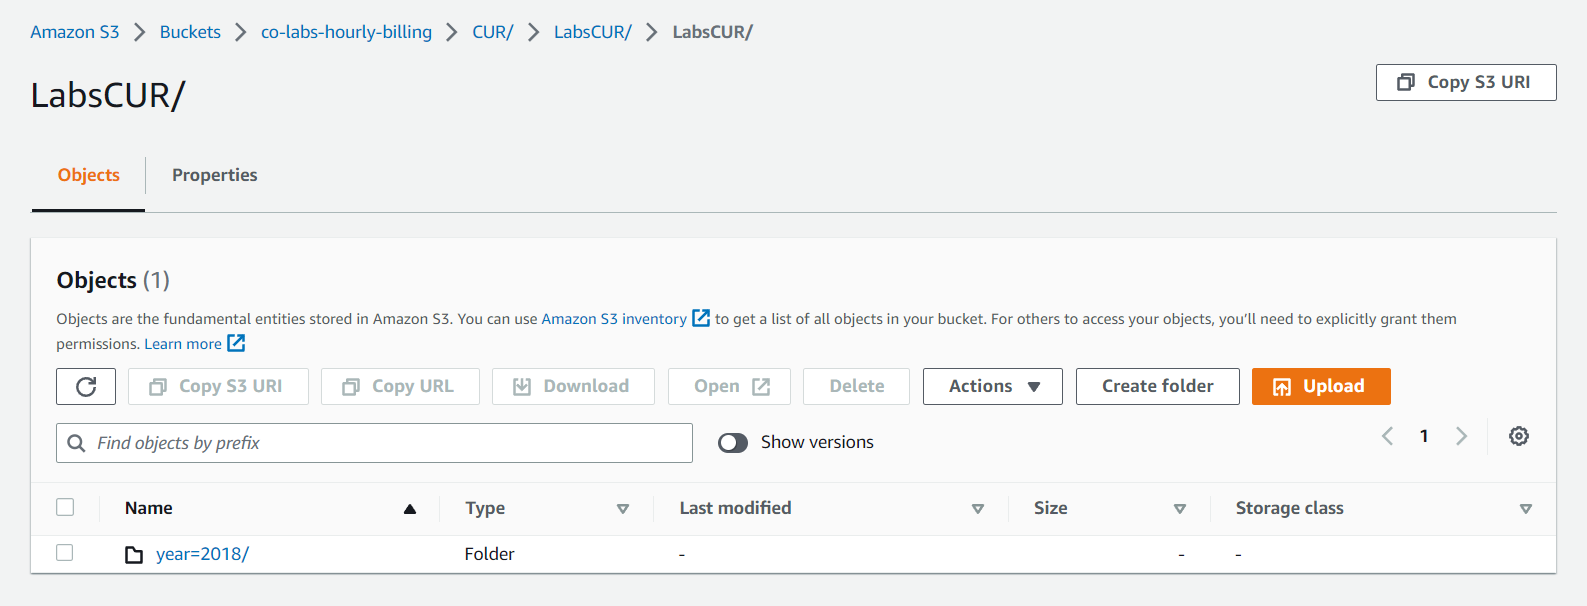 Amazon S3 > Buckets > co-labs-hourly-billing > CUR/ > LabsCUR/ > LabsCUR/
LabsCUR/
Copy S3 URI
Objects
Properties
Objects (1)
Objects are the fundamental entities stored in Amazon S3. You can use Amazon S3 inventory to get a list of all objects in your bucket. For others to access your objects, you’ll need to explicitly grant them
permissions. Learn more
Copy S3 URI Copy URL Download Open Delete Actions Create folder Upload
Find objects by prefix Show versions 1
Name Type Last modified Size Storage class
year=2018/ Folder - - -